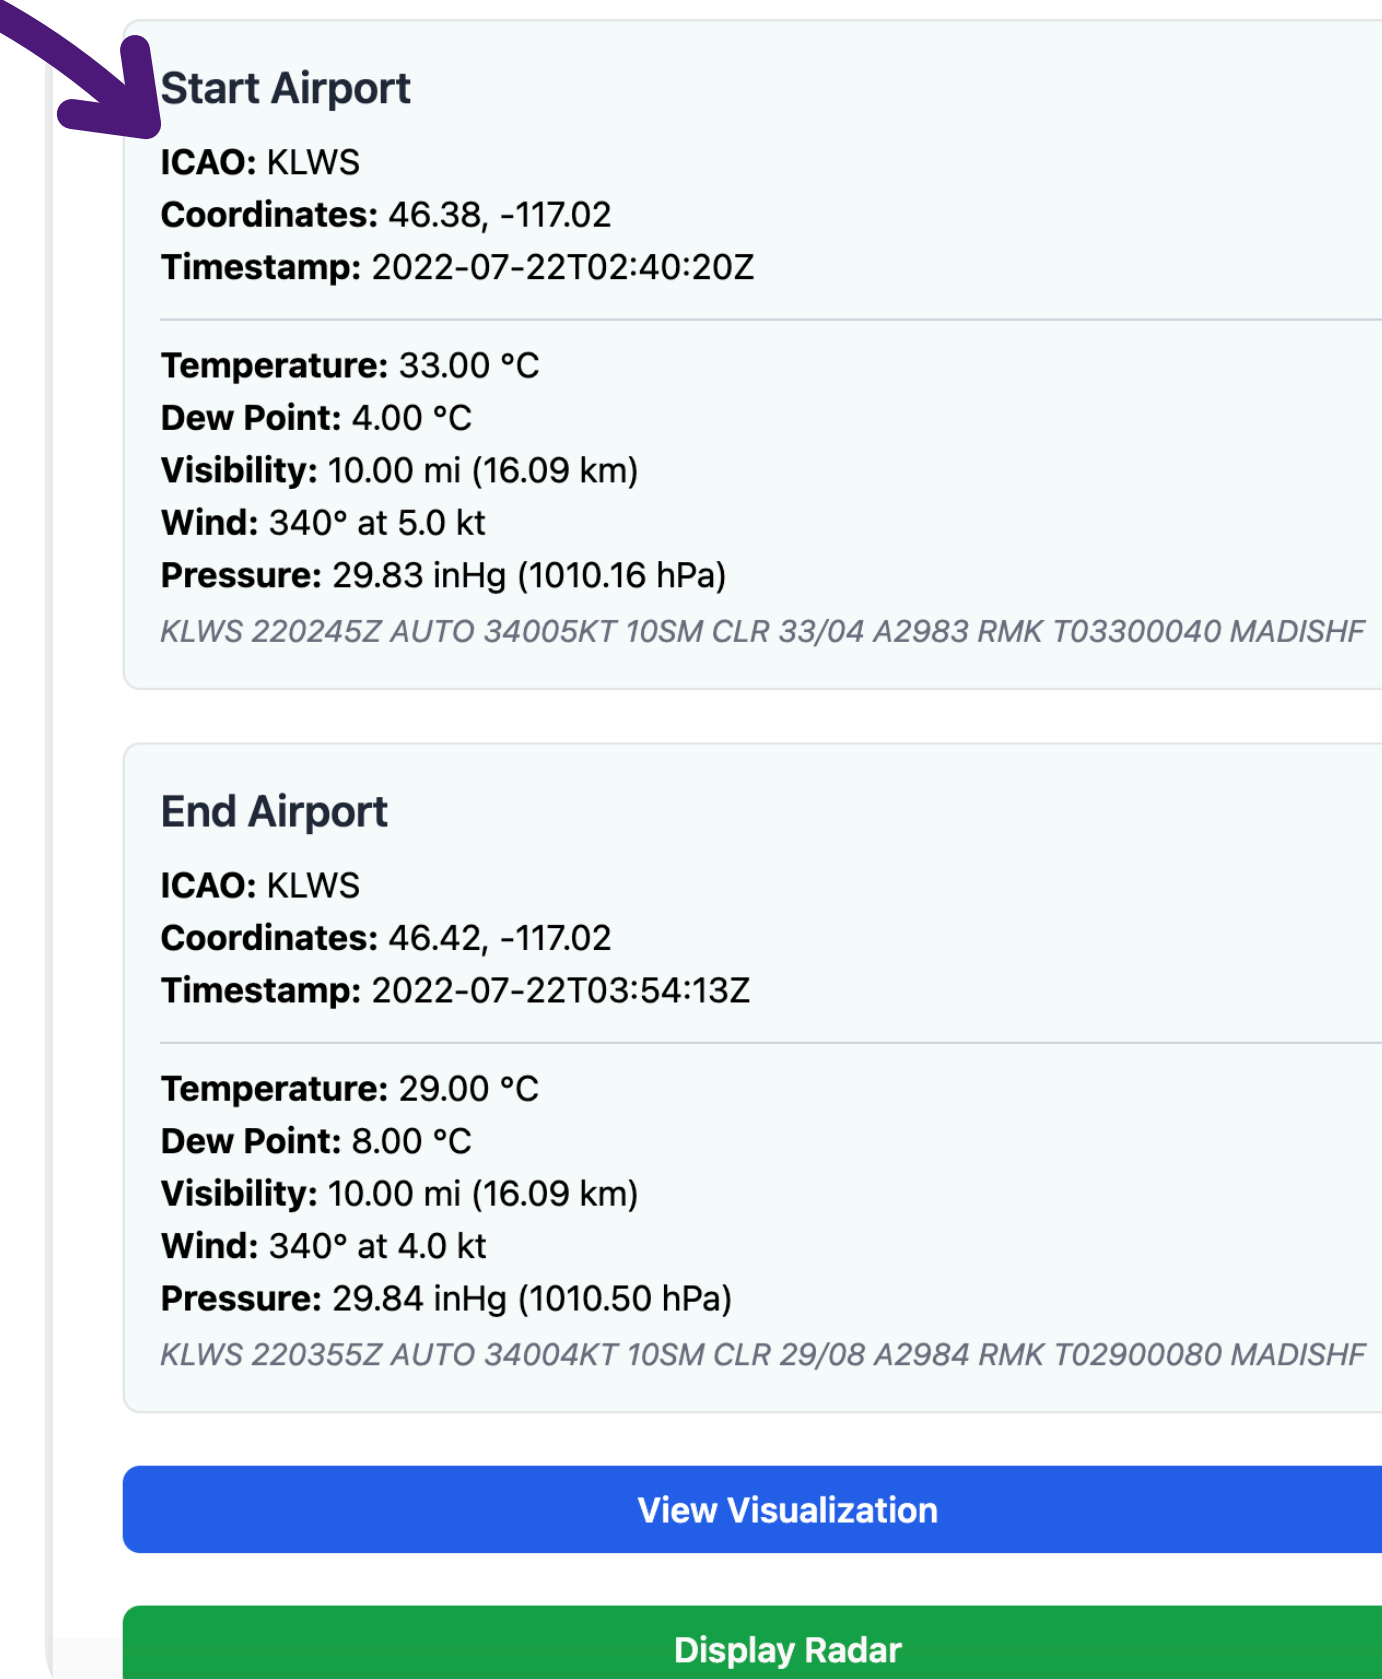 Start Airport
ICAO: KLWS
Coordinates: 46.38, -117.02
Timestamp: 2022-07-22T02:40:20Z
Temperature: 33.00 °C
Dew Point: 4.00 °C
Visibility: 10.00 mi (16.09 km)
Wind: 340° at 5.0 kt
Pressure: 29.83 inHg (1010.16 hPa)
KLWS 220245Z AUTO 34005KT 10SM CLR 33/04 A2983 RMK T03300040 MADISHF
End Airport
ICAO: KLWS
Coordinates: 46.42, -117.02
Timestamp: 2022-07-22T03:54:13Z
Temperature: 29.00 °C
Dew Point: 8.00 °C
Visibility: 10.00 mi (16.09 km)
Wind: 340° at 4.0 kt
Pressure: 29.84 inHg (1010.50 hPa)
KLWS 220355Z AUTO 34004KT 10SM CLR 29/08 A2984 RMK T02900080 MADISHF
View Visualization
Display Radar